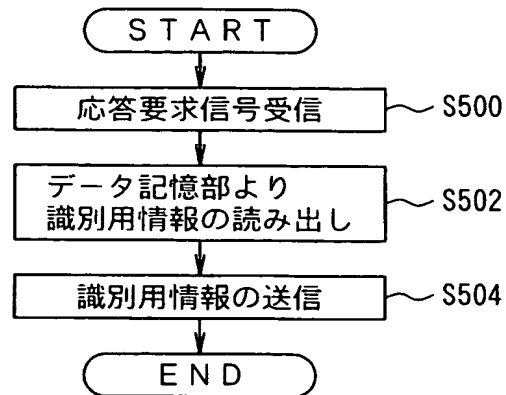 START
応答要求信号受信
S500
データ記憶部より
識別用情報の読み出し
S502
識別用情報の送信
S504
END